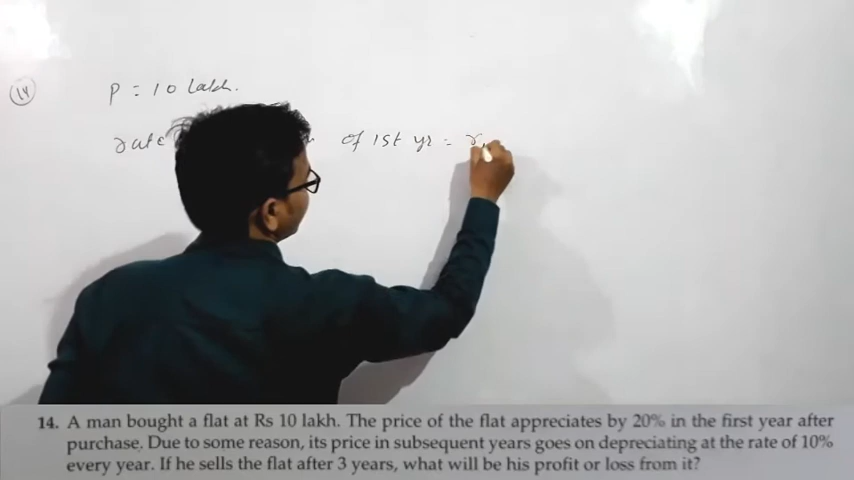 (14) P = 10 lakh.
rate of 1st yr = r₁
14. A man bought a flat at Rs 10 lakh. The price of the flat appreciates by 20% in the first year after
purchase. Due to some reason, its price in subsequent years goes on depreciating at the rate of 10%
every year. If he sells the flat after 3 years, what will be his profit or loss from it?